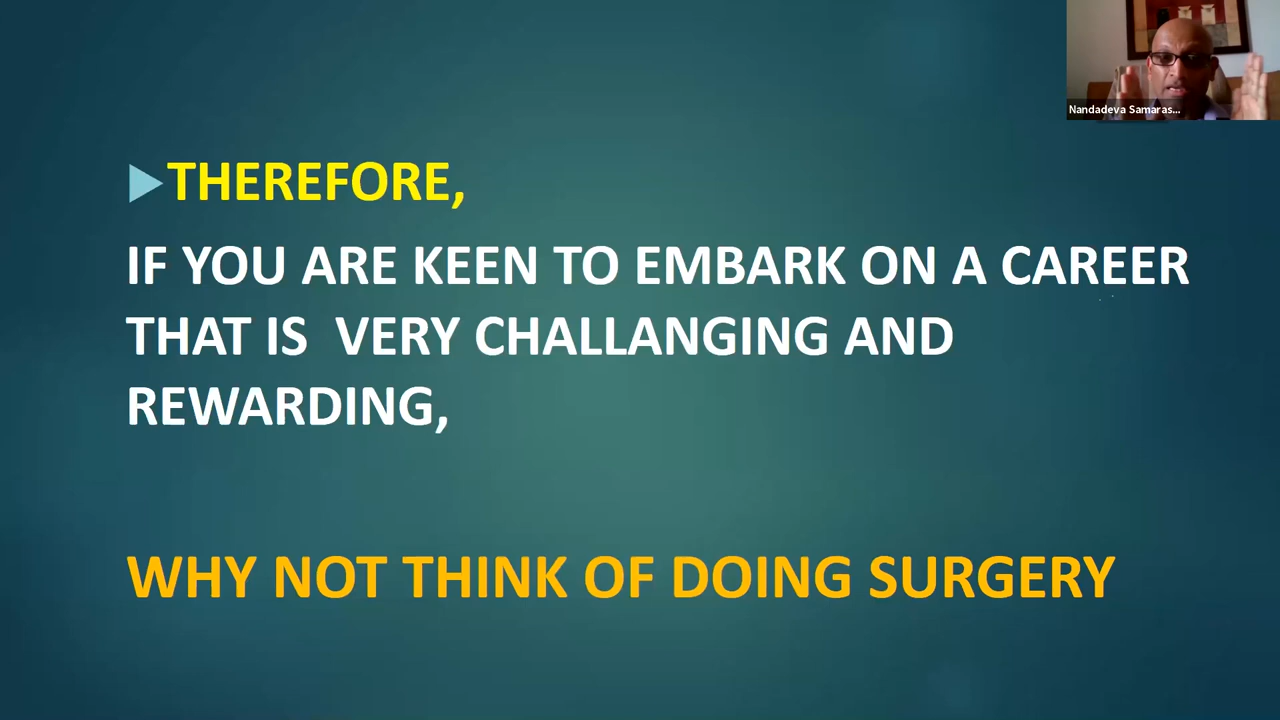 Nandadeva Samaras...
THEREFORE,
IF YOU ARE KEEN TO EMBARK ON A CAREER
THAT IS  VERY CHALLANGING AND
REWARDING,
WHY NOT THINK OF DOING SURGERY